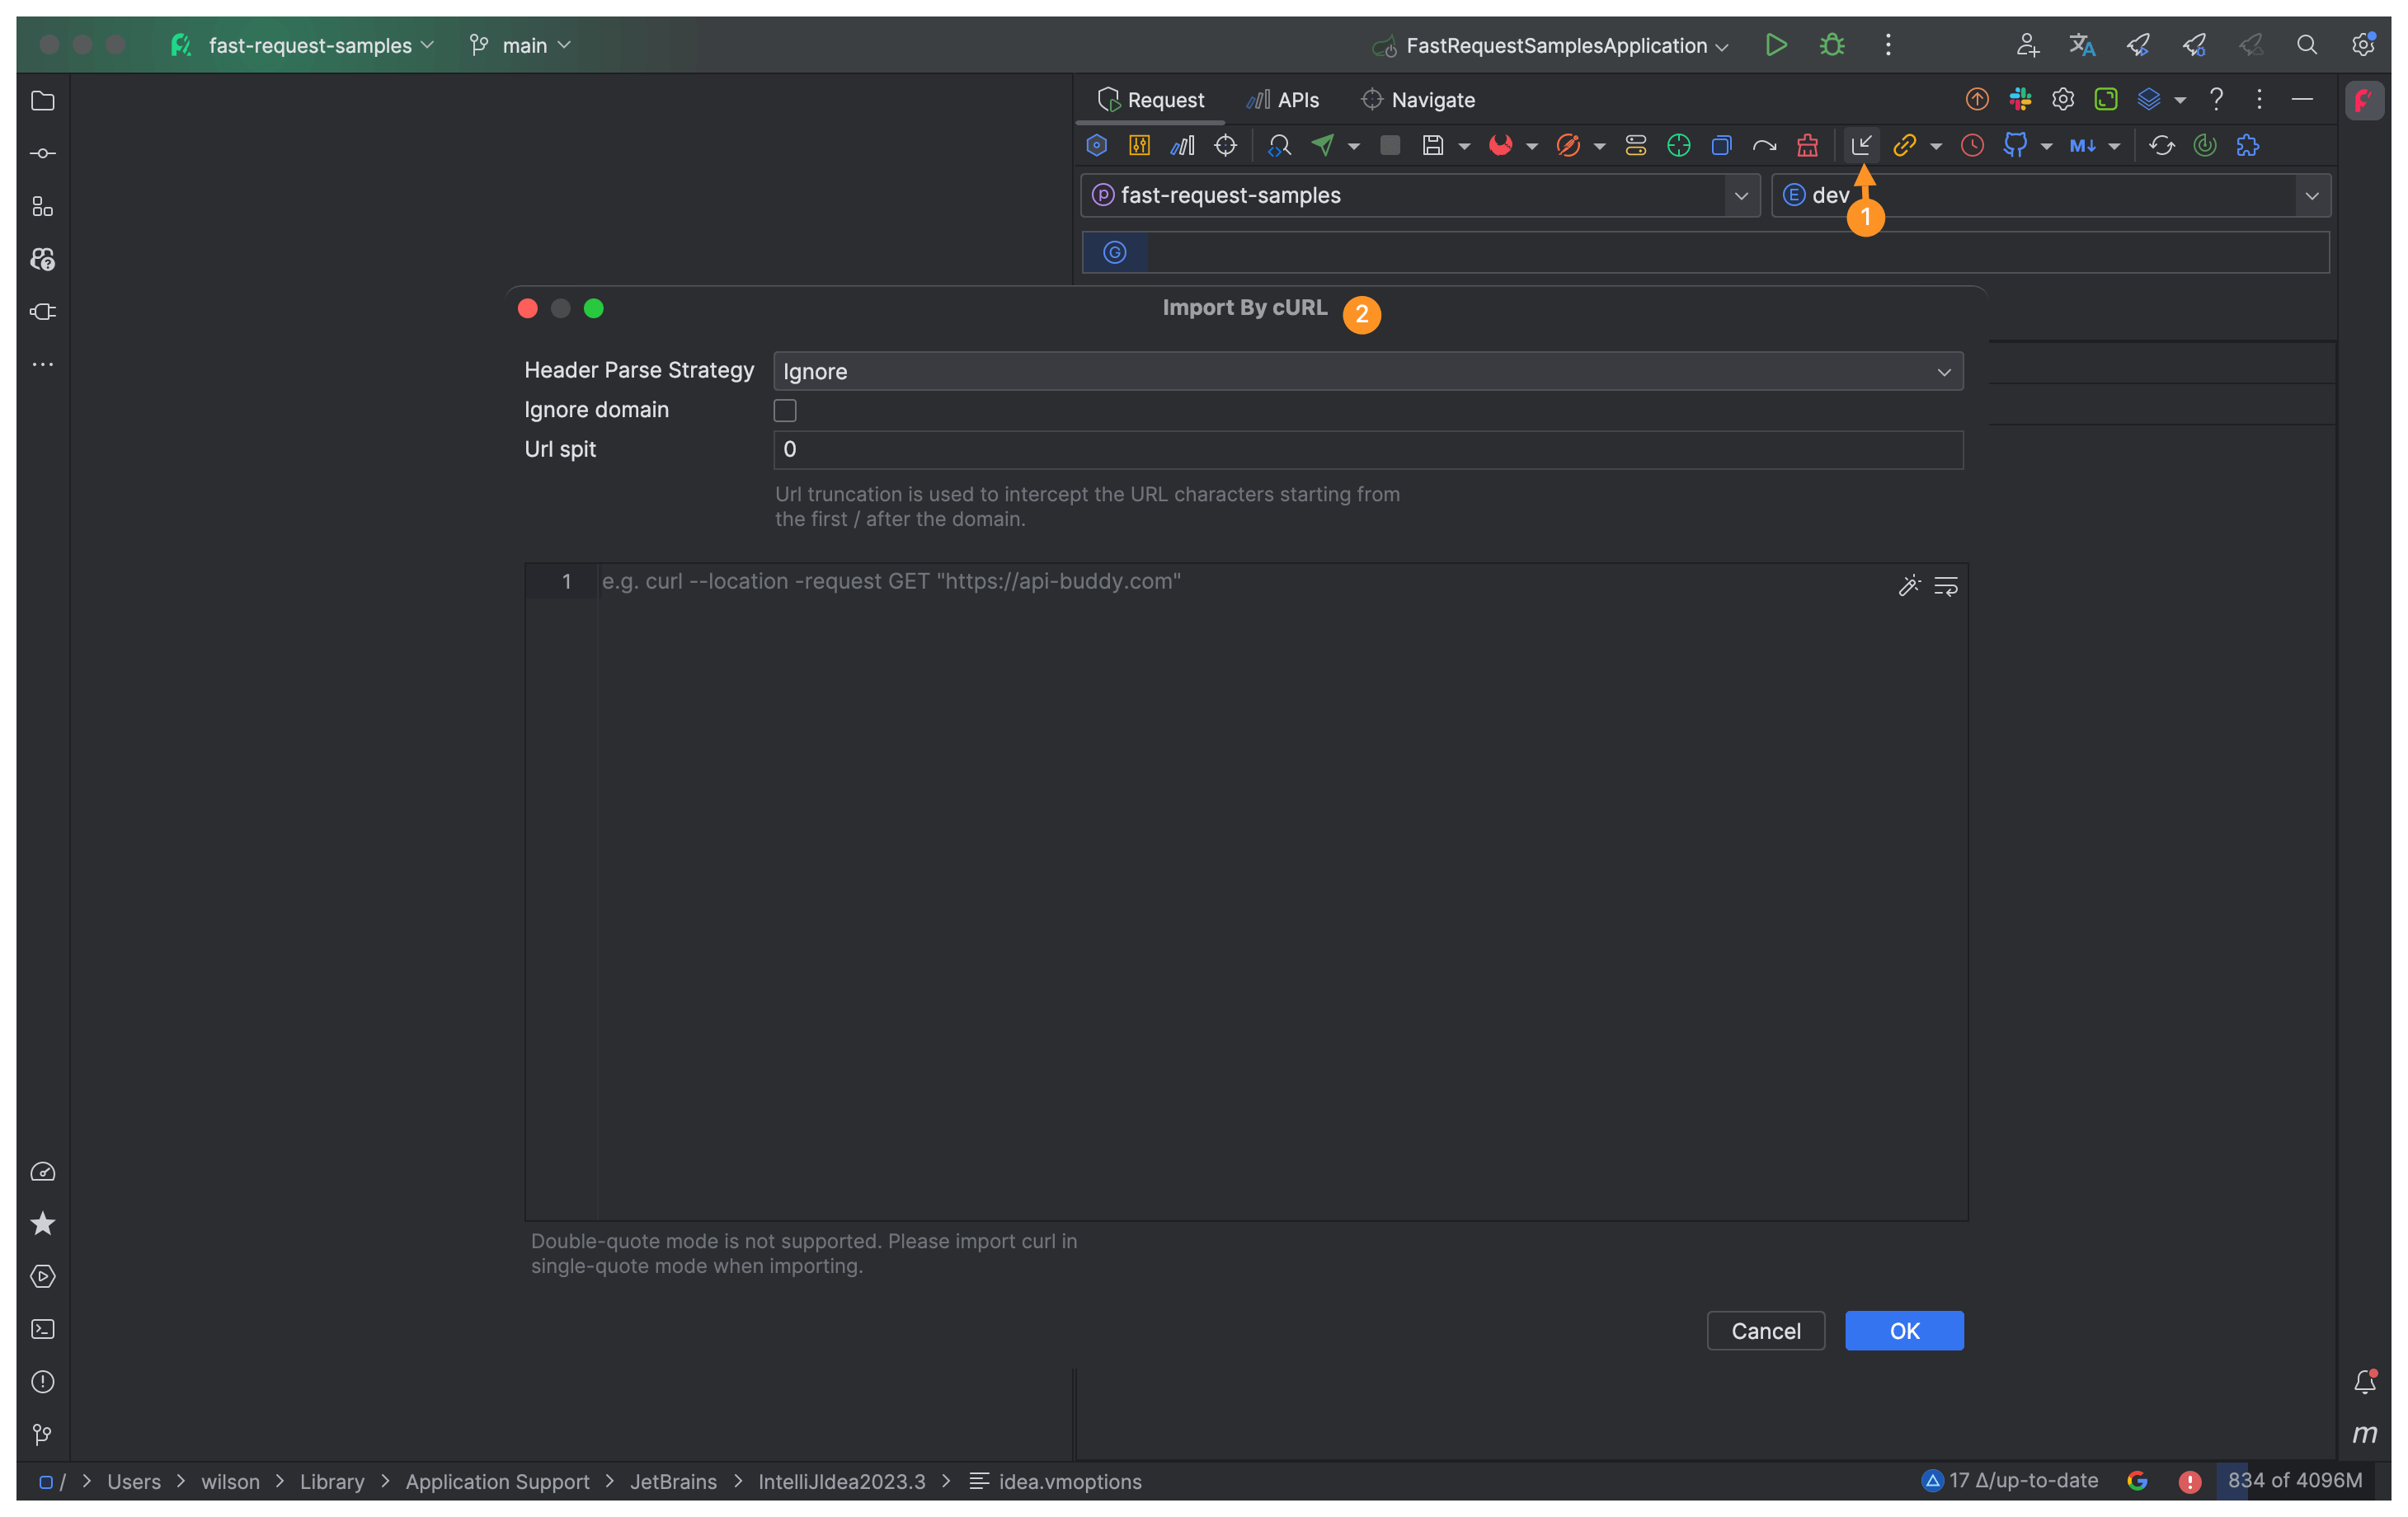 fast-request-samples main FastRequestSamplesApplication
Request APIs Navigate
M↓
P fast-request-samples E dev
1
G
Import By cURL 2
Header Parse Strategy Ignore
Ignore domain
Url spit 0
Url truncation is used to intercept the URL characters starting from
the first / after the domain.
1 e.g. curl --location -request GET "https://api-buddy.com"
Double-quote mode is not supported. Please import curl in
single-quote mode when importing.
Cancel OK
m
/ > Users > wilson > Library > Application Support > JetBrains > IntelliJIdea2023.3 > idea.vmoptions 17 Δ/up-to-date 834 of 4096M